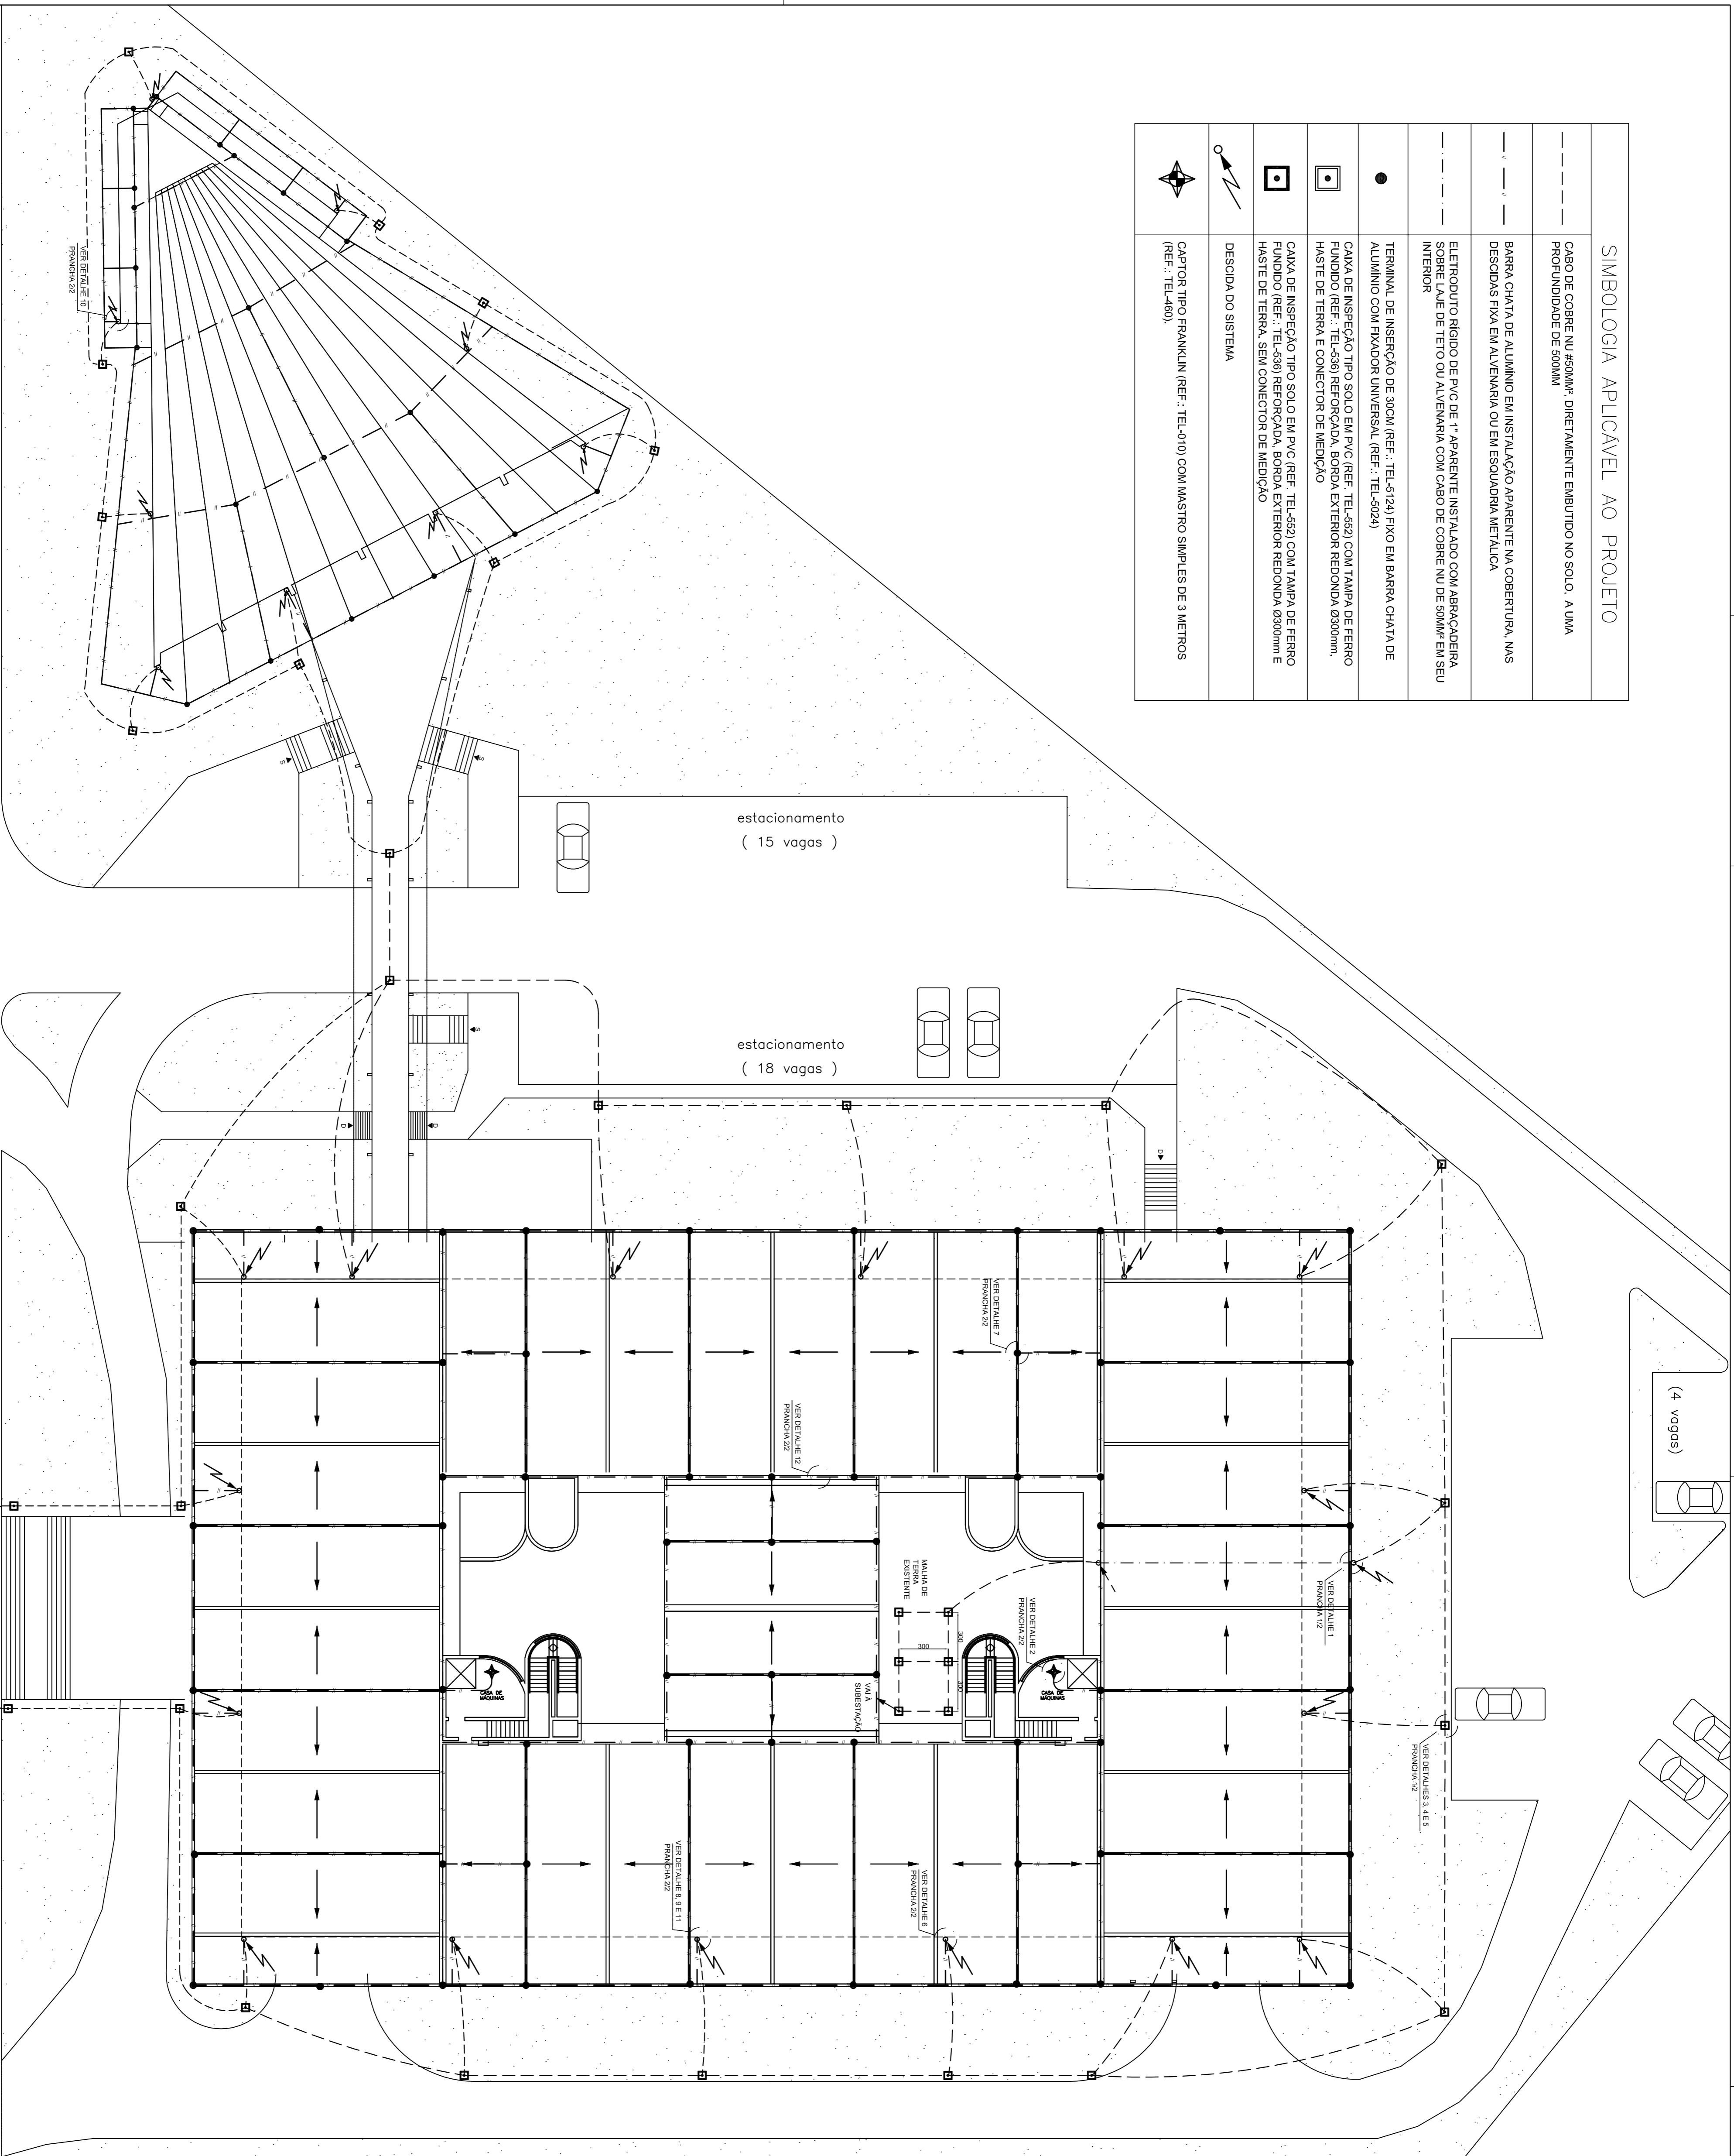 SIMBOLOGIA APLICÁVEL AO PROJETO
CABO DE COBRE NU #50MM², DIRETAMENTE EMBUTIDO NO SOLO, A UMA
PROFUNDIDADE DE 500MM
BARRA CHATA DE ALUMÍNIO EM INSTALAÇÃO APARENTE NA COBERTURA, NAS
DESCIDAS FIXA EM ALVENARIA OU EM ESQUADRIA METÁLICA
ELETRODUTO RÍGIDO DE PVC DE 1" APARENTE INSTALADO COM ABRAÇADEIRA
SOBRE LAJE DE TETO OU ALVENARIA COM CABO DE COBRE NU DE 50MM² EM SEU
INTERIOR
TERMINAL DE INSERÇÃO DE 30CM (REF.: TEL-5124) FIXO EM BARRA CHATA DE
ALUMÍNIO COM FIXADOR UNIVERSAL (REF.: TEL-5024)
CAIXA DE INSPEÇÃO TIPO SOLO EM PVC (REF. TEL-552) COM TAMPA DE FERRO
FUNDIDO (REF.: TEL-536) REFORÇADA, BORDA EXTERIOR REDONDA Ø300mm,
HASTE DE TERRA E CONECTOR DE MEDIÇÃO
CAIXA DE INSPEÇÃO TIPO SOLO EM PVC (REF. TEL-552) COM TAMPA DE FERRO
FUNDIDO (REF.: TEL-536) REFORÇADA, BORDA EXTERIOR REDONDA Ø300mm E
HASTE DE TERRA, SEM CONECTOR DE MEDIÇÃO
DESCIDA DO SISTEMA
CAPTOR TIPO FRANKLIN (REF.: TEL-010) COM MASTRO SIMPLES DE 3 METROS
(REF.: TEL-460).
VER DETALHE 10
PRANCHA 2/2
S
S
estacionamento
( 15 vagas )
estacionamento
( 18 vagas )
S
D
D
D
(4 vagas)
VER DETALHE 7
PRANCHA 2/2
VER DETALHE 12
PRANCHA 2/2
MALHA DE
TERRA
EXISTENTE
VER DETALHE 2
PRANCHA 2/2
VER DETALHE 1
PRANCHA 1/2
300
300
300
CASA DE
MÁQUINAS
CASA DE
MÁQUINAS
VAI À
SUBESTAÇÃO
VER DETALHES 3, 4 E 5
PRANCHA 1/2
VER DETALHE 8, 9 E 11
PRANCHA 2/2
VER DETALHE 6
PRANCHA 2/2